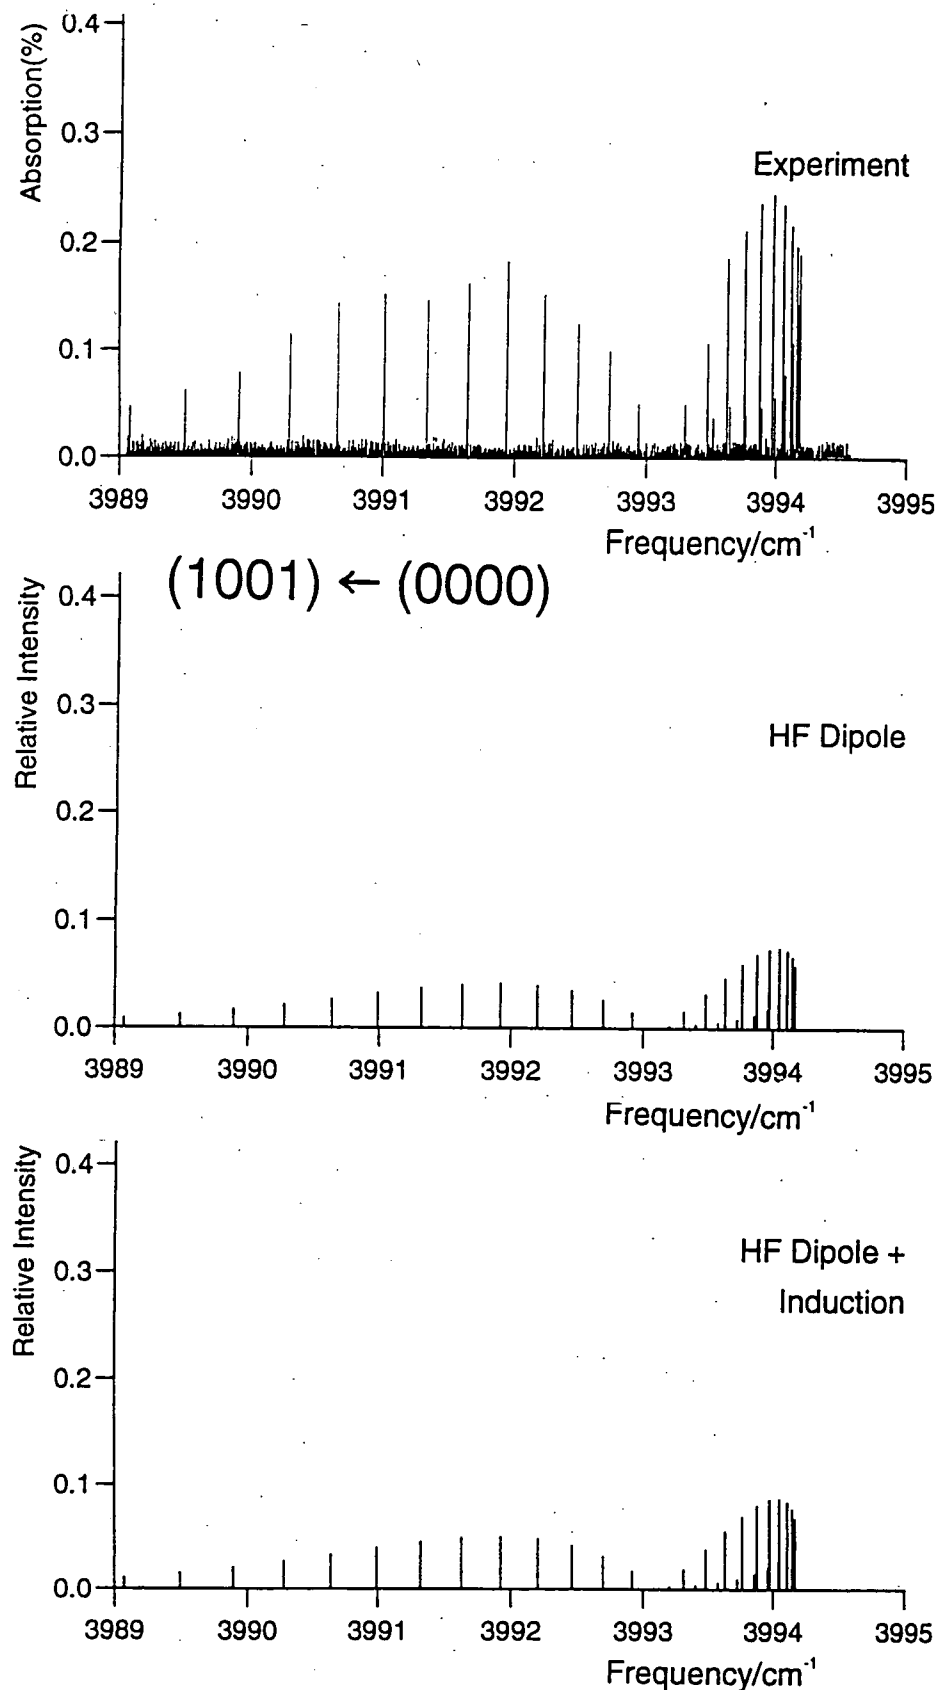 0.4
0.3
0.2
0.1
0.0
Absorption(%)
Experiment
3989 3990 3991 3992 3993 3994 3995
Frequency/cm-1
(1001) ← (0000)
0.4
0.3
0.2
0.1
0.0
Relative Intensity
HF Dipole
3989 3990 3991 3992 3993 3994 3995
Frequency/cm-1
0.4
0.3
0.2
0.1
0.0
Relative Intensity
HF Dipole +
Induction
3989 3990 3991 3992 3993 3994 3995
Frequency/cm-1